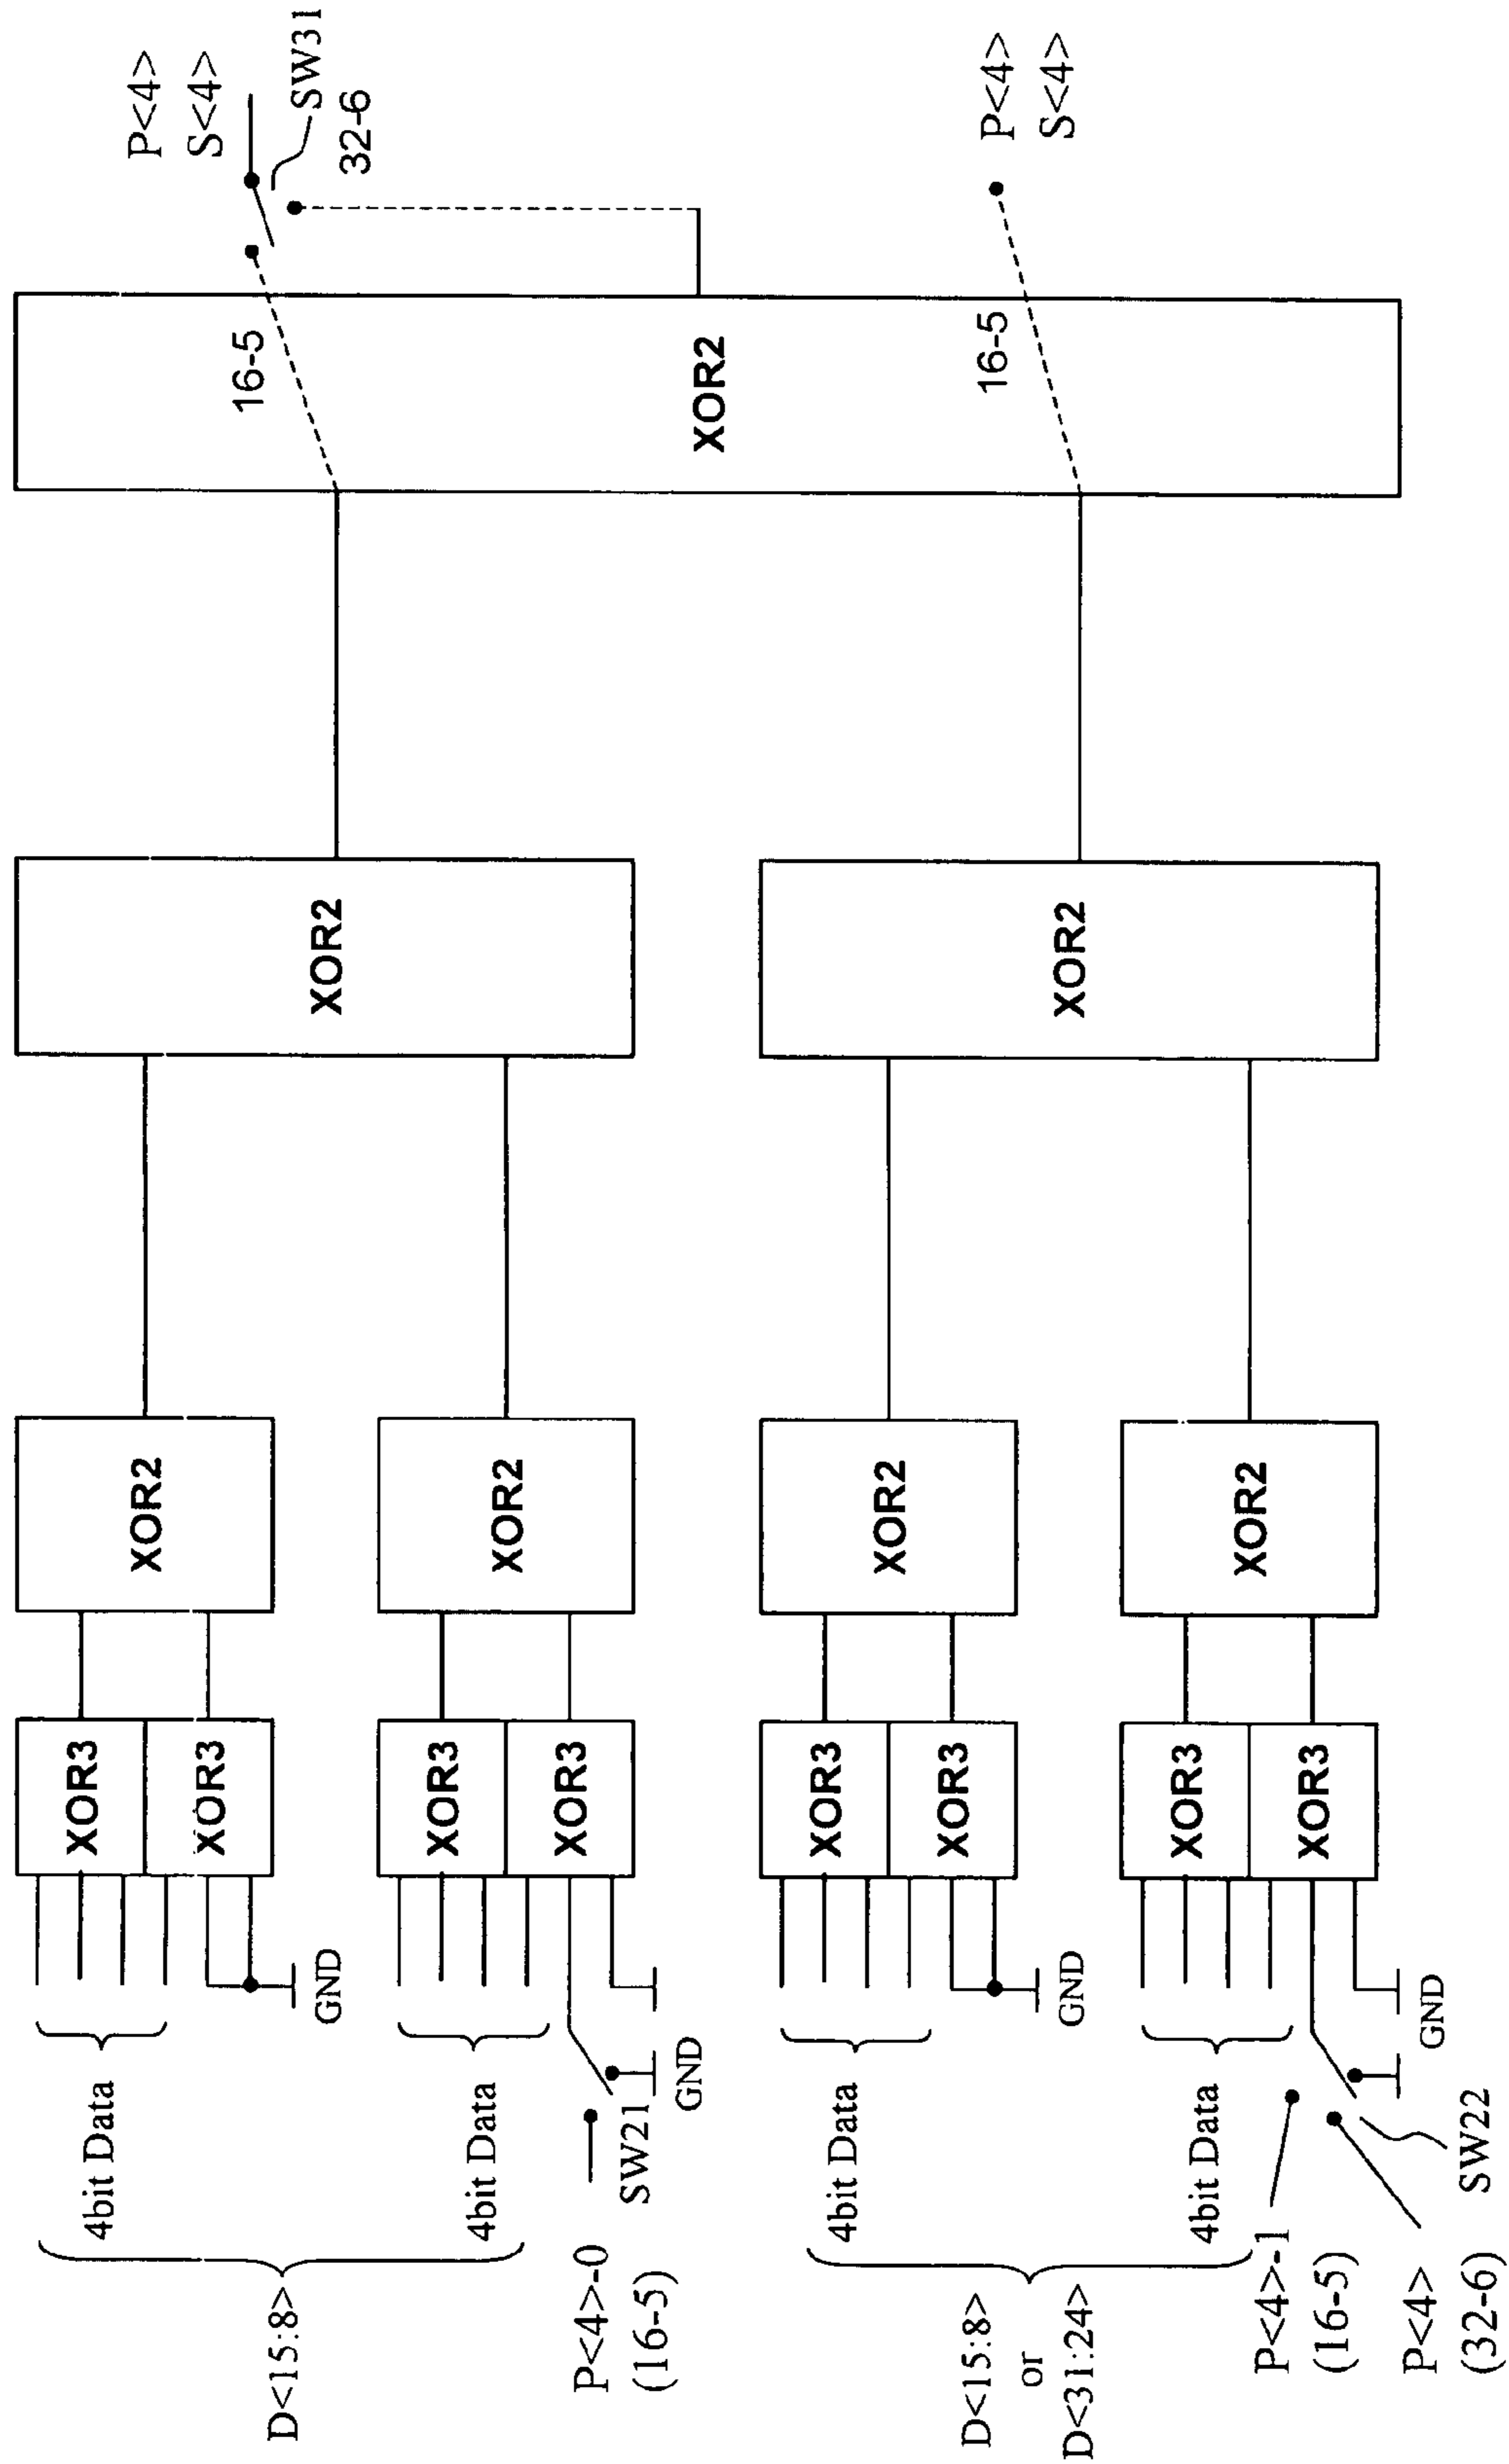 P<4>
S<4>
SW31
32-6
16-5
XOR2
P<4>
S<4>
16-5
XOR2
XOR2
XOR2
XOR2
XOR2
XOR2
XOR3
XOR3
XOR3
XOR3
XOR3
XOR3
XOR3
XOR3
4bit Data
GND
4bit Data
D<15:8>
GND
SW21
P<4>-0
(16-5)
4bit Data
GND
4bit Data
D<15:8>
or
D<31:24>
GND
SW22
P<4>-1
(16-5)
P<4>
(32-6)